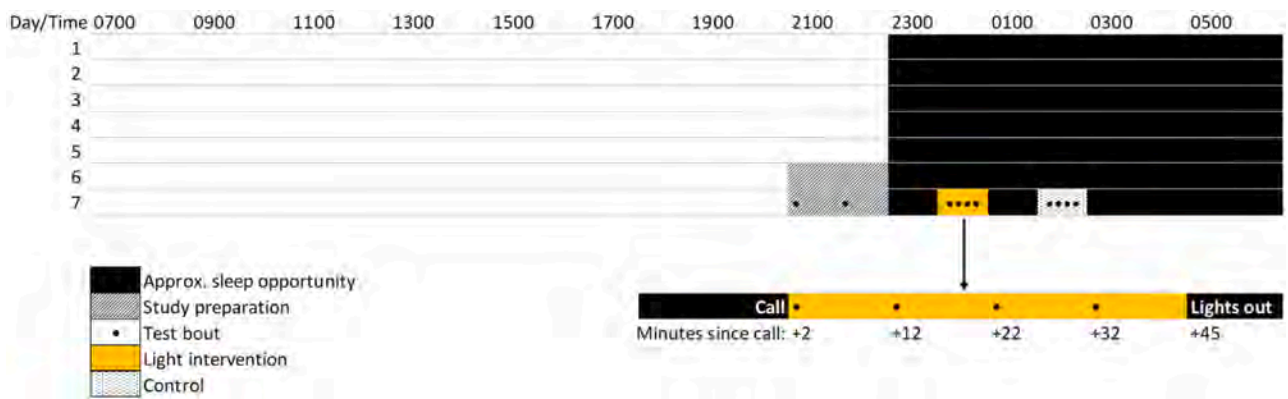 Day/Time 0700 0900 1100 1300 1500 1700 1900 2100 2300 0100 0300 0500
1
2
3
4
5
6
7
Approx. sleep opportunity
Study preparation
Test bout
Light intervention
Control
Call Lights out
Minutes since call: +2 +12 +22 +32 +45